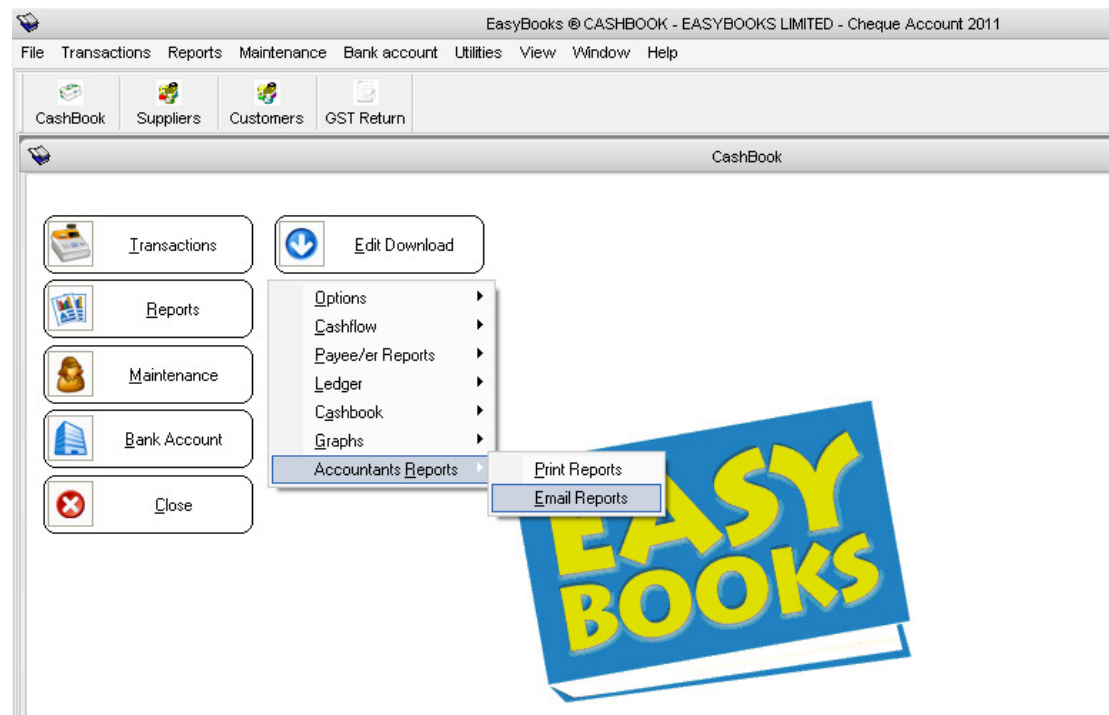 EasyBooks ® CASHBOOK - EASYBOOKS LIMITED - Cheque Account 2011
File Transactions Reports Maintenance Bank account Utilities View Window Help
CashBook Suppliers Customers GST Return
CashBook
Transactions Edit Download
Reports
Maintenance
Bank Account
Close
Options
Cashflow
Payee/er Reports
Ledger
Cashbook
Graphs
Accountants Reports
Print Reports
Email Reports
EASY
BOOKS